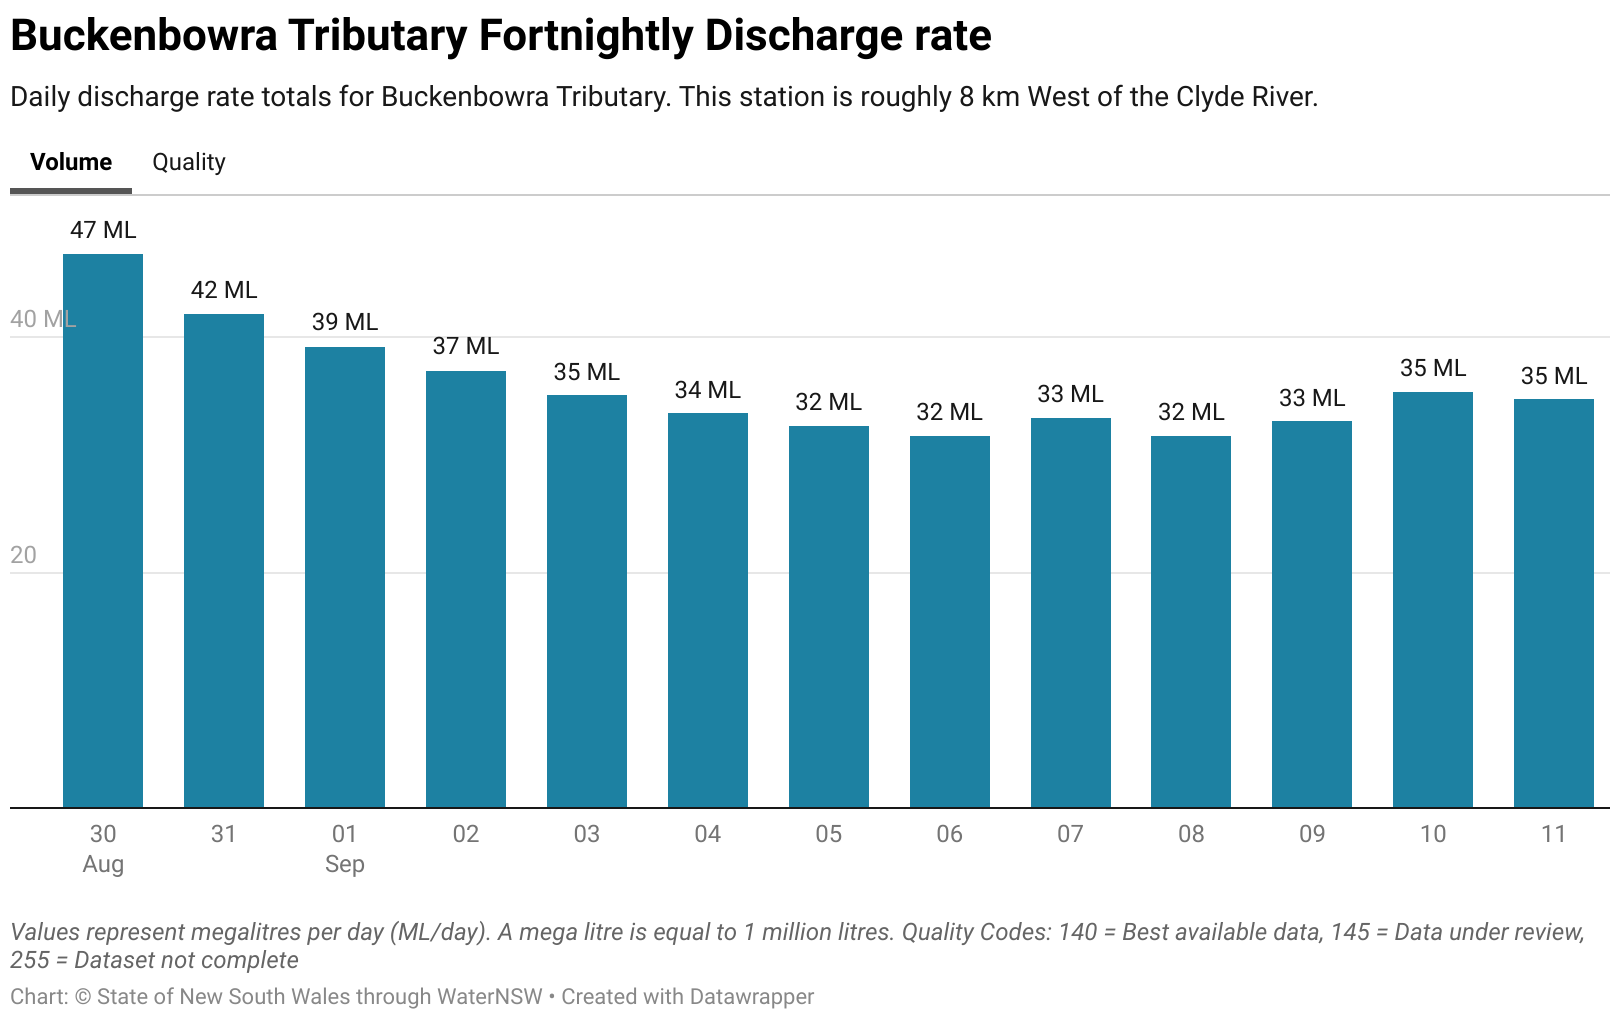 Buckenbowra Tributary Fortnightly Discharge rate
Daily discharge rate totals for Buckenbowra Tributary. This station is roughly 8 km West of the Clyde River.
Volume Quality
47 ML
42 ML
40 ML
39 ML
37 ML
35 ML
34 ML
32 ML
32 ML
33 ML
32 ML
33 ML
35 ML
35 ML
20
30 31 01 02 03 04 05 06 07 08 09 10 11
Aug Sep
Values represent megalitres per day (ML/day). A mega litre is equal to 1 million litres. Quality Codes: 140 = Best available data, 145 = Data under review,
255 = Dataset not complete
Chart: © State of New South Wales through WaterNSW • Created with Datawrapper